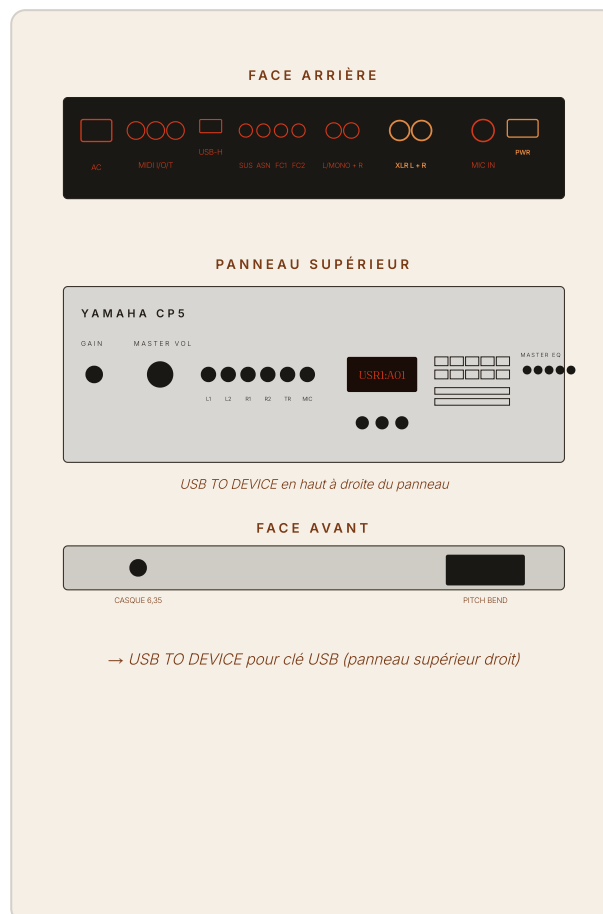 FACE ARRIÈRE
AC
MIDI I/O/T
USB-H
SUS ASN FC1 FC2
L/MONO + R
XLR L + R
MIC IN
PWR
PANNEAU SUPÉRIEUR
YAMAHA CP5
GAIN
MASTER VOL
L1 L2 R1 R2 TR MIC
USR1:A01
MASTER EQ
USB TO DEVICE en haut à droite du panneau
FACE AVANT
CASQUE 6,35
PITCH BEND
→ USB TO DEVICE pour clé USB (panneau supérieur droit)